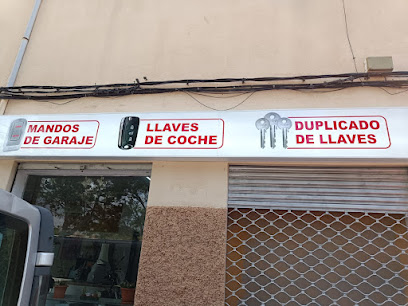 MANDOS
DE GARAJE
LLAVES
DE COCHE
DUPLICADO
DE LLAVES